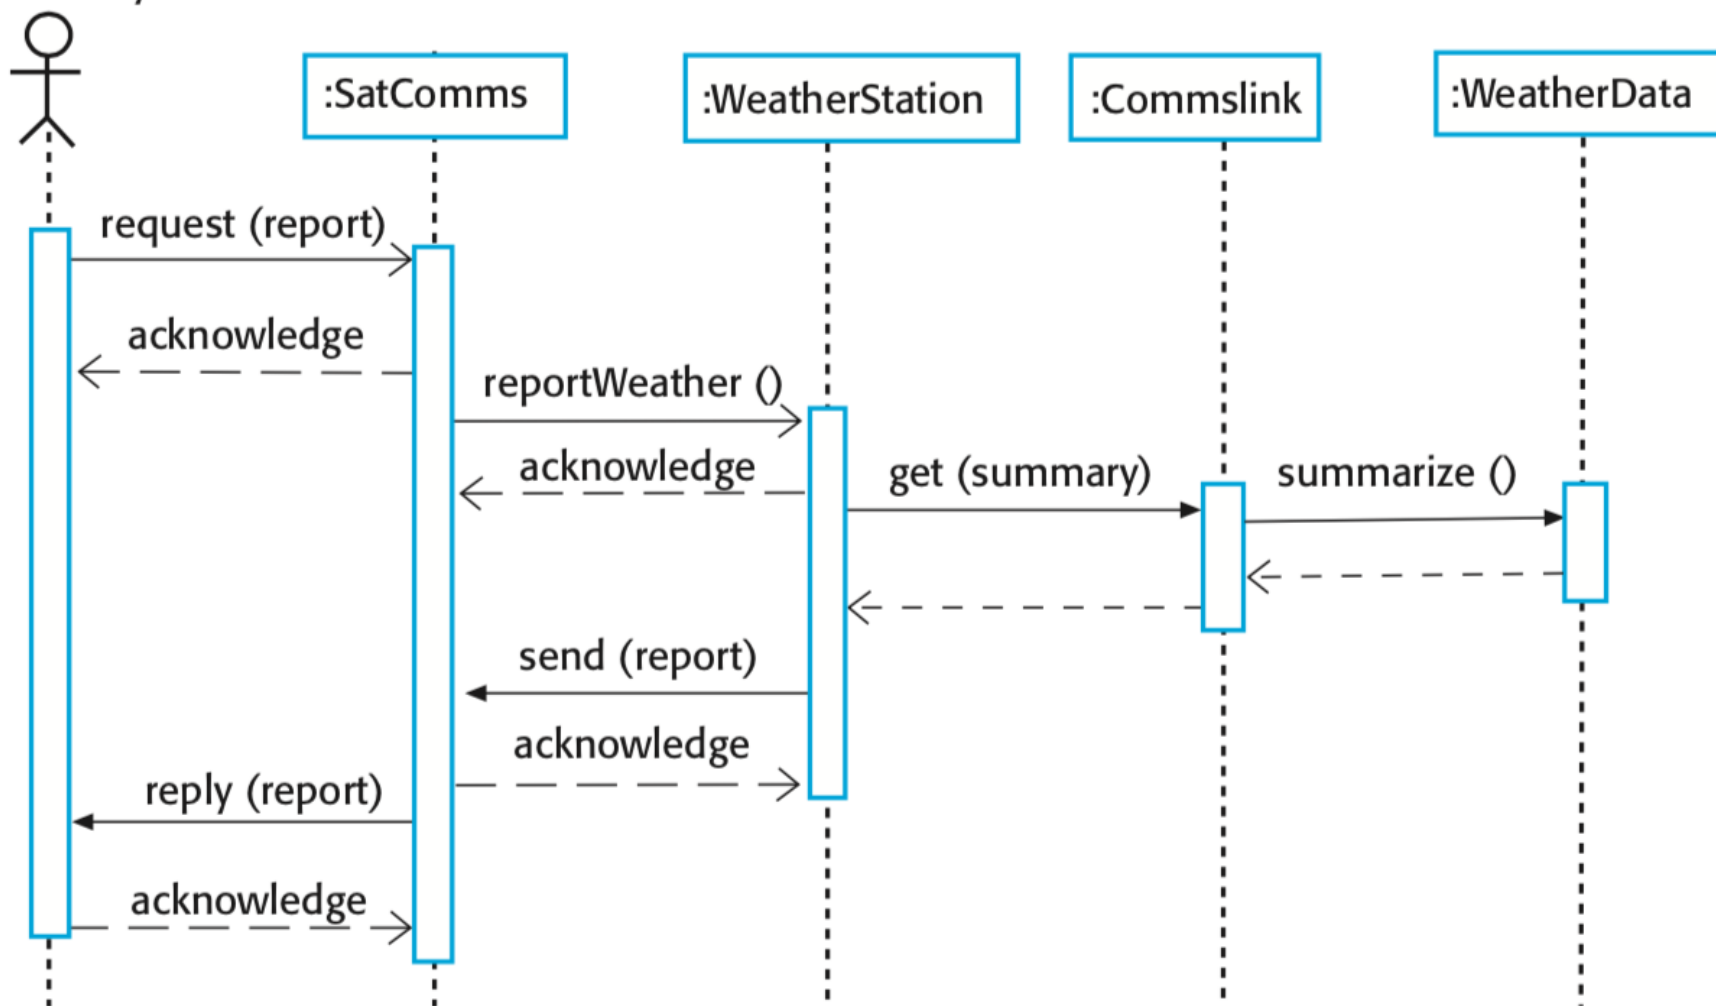 :SatComms
:WeatherStation
:Commslink
:WeatherData
request (report)
acknowledge
reportWeather ()
acknowledge
get (summary)
summarize ()
send (report)
acknowledge
reply (report)
acknowledge